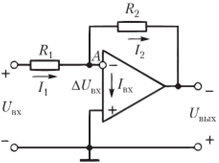 R₂
I₂
R₁
A
−
+
I₁
ΔUвх
Iвх
−
Uвх
Uвых
+
−
+